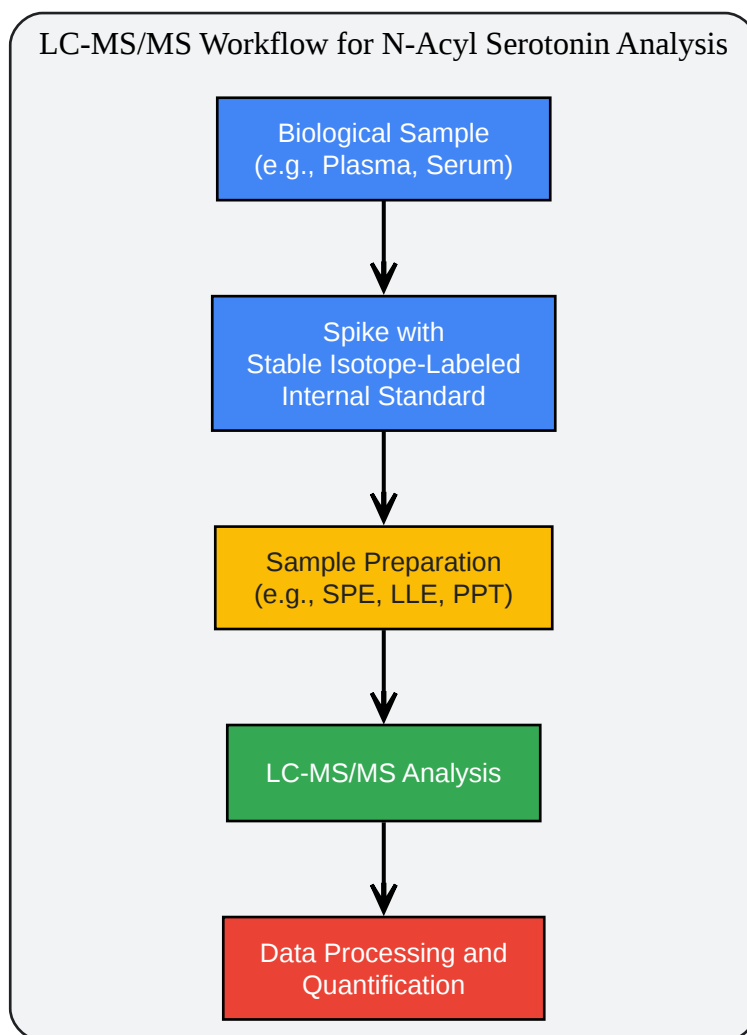 LC-MS/MS Workflow for N-Acyl Serotonin Analysis
Biological Sample
(e.g., Plasma, Serum)
Spike with
Stable Isotope-Labeled
Internal Standard
Sample Preparation
(e.g., SPE, LLE, PPT)
LC-MS/MS Analysis
Data Processing and
Quantification